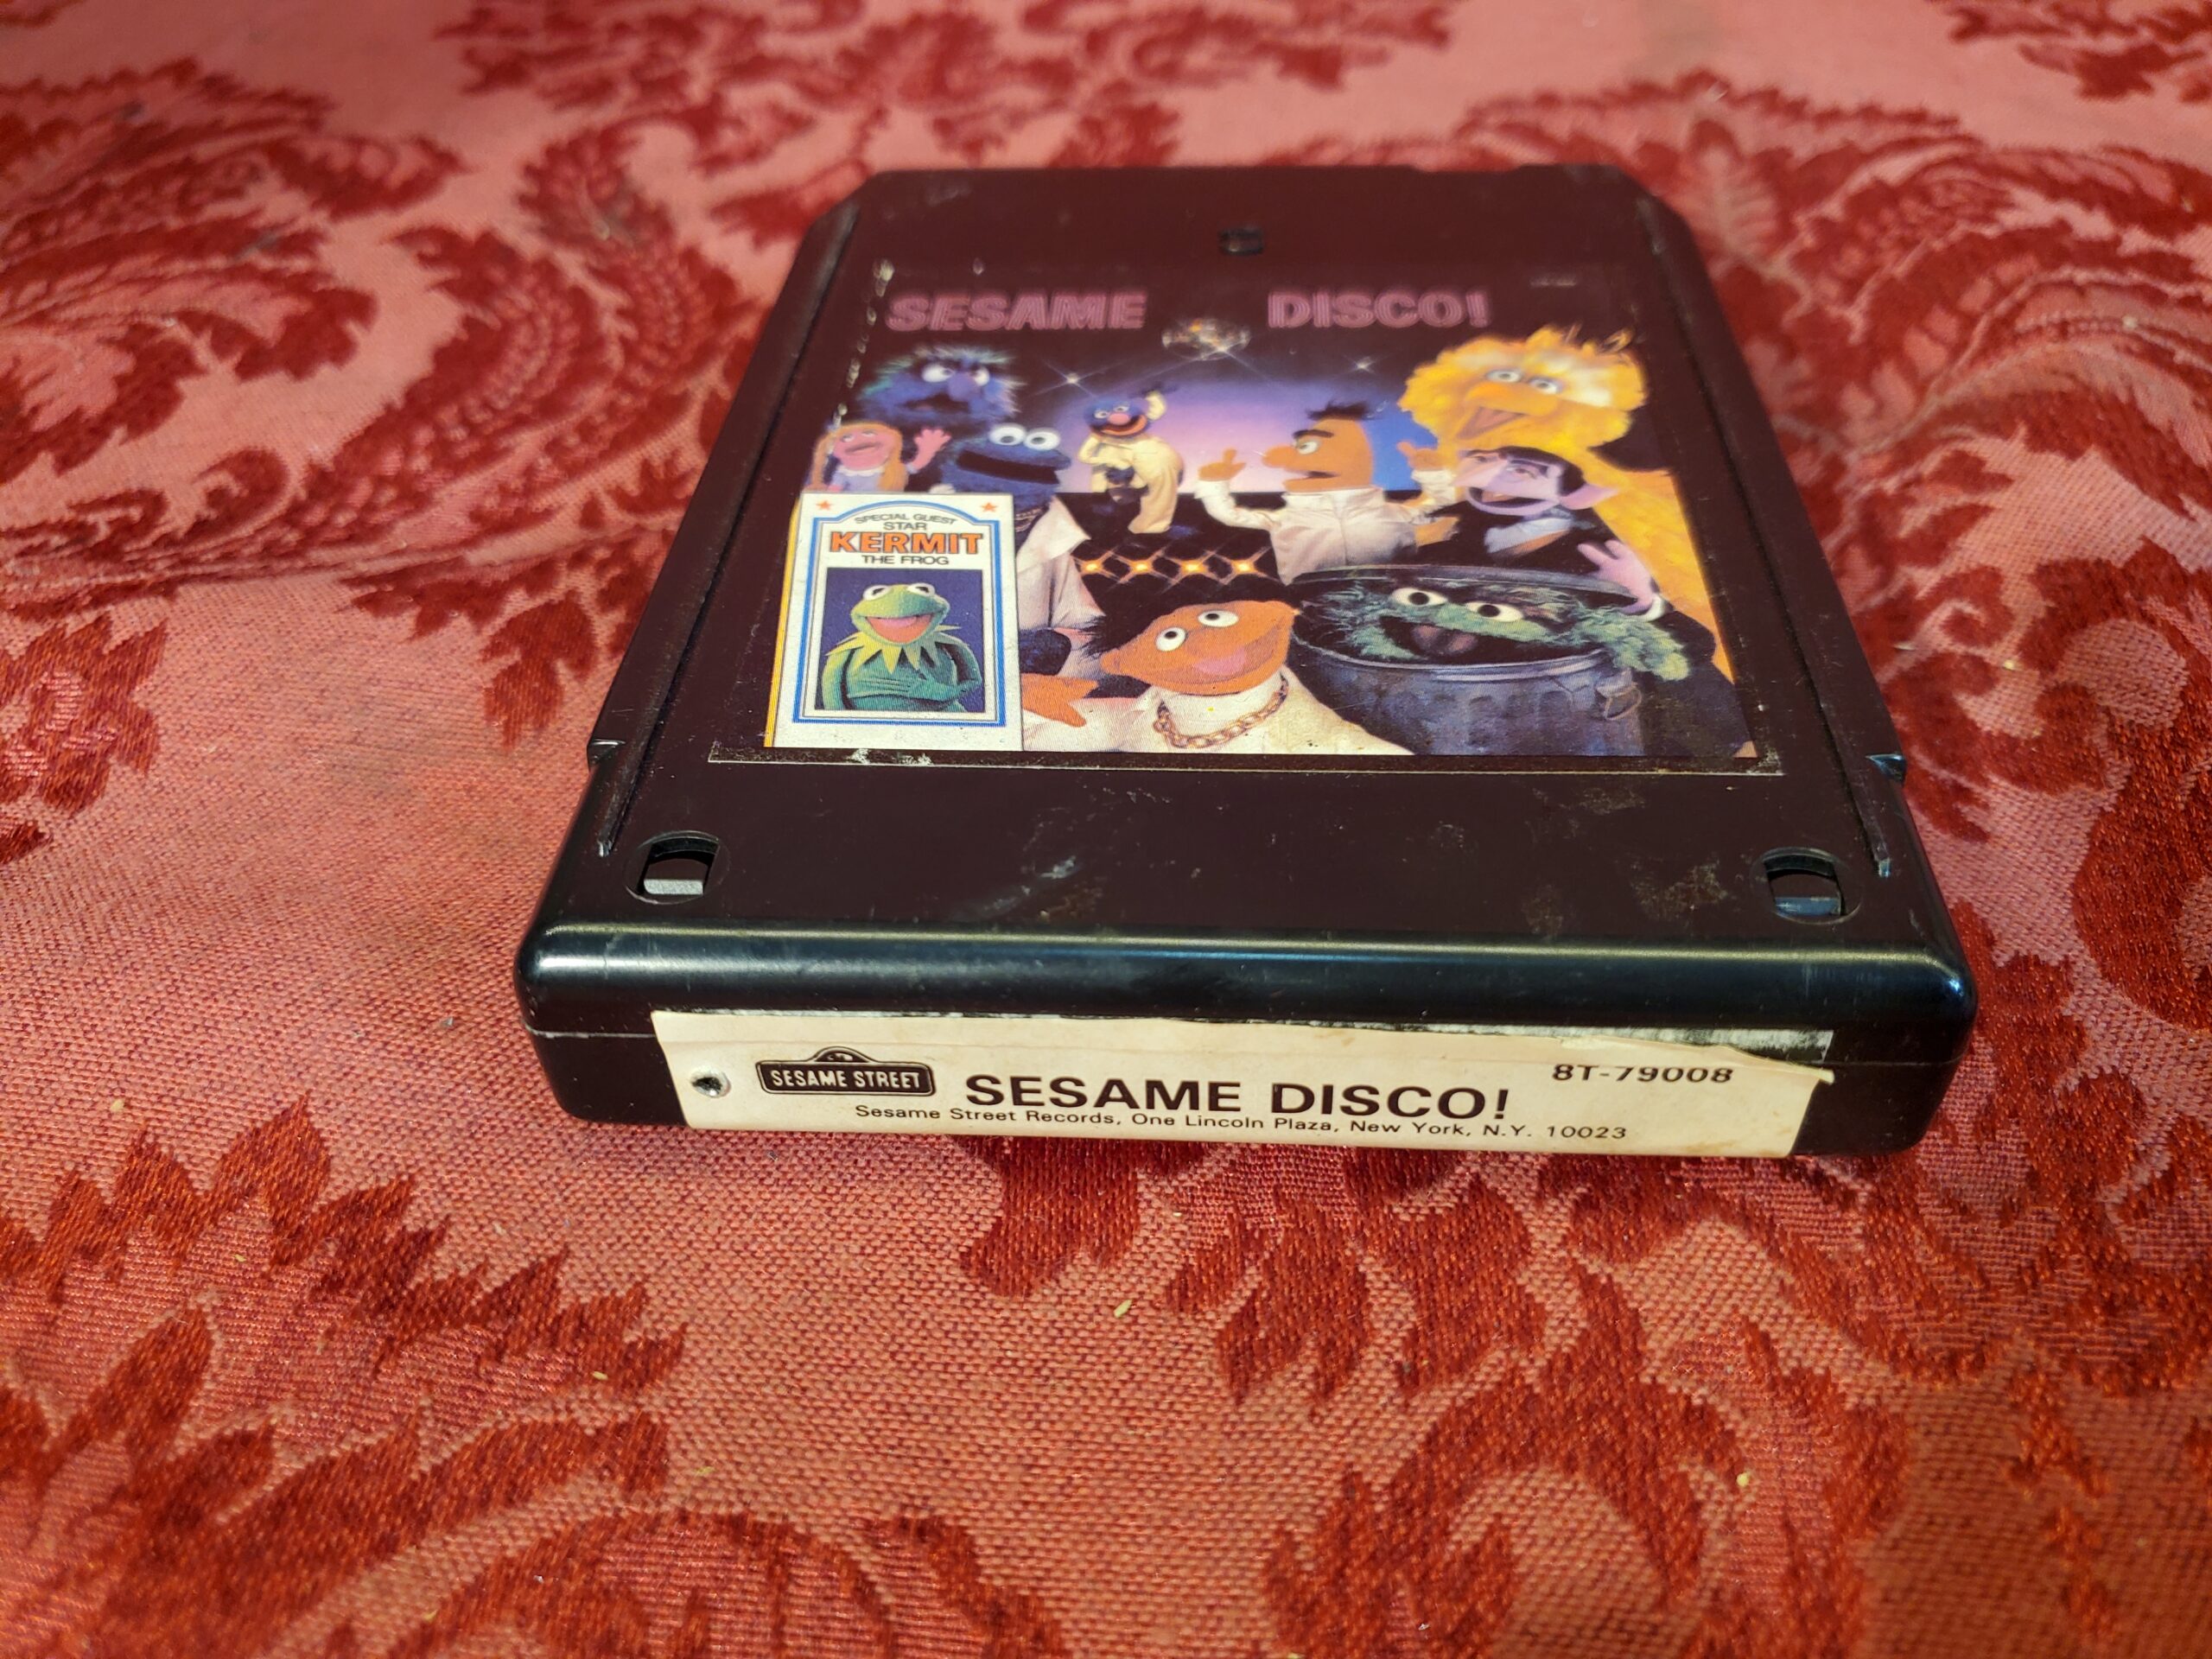 SESAME DISCO!
SPECIAL GUEST
STAR
KERMIT
THE FROG
SESAME STREET
SESAME DISCO!
8T-79008
Sesame Street Records, One Lincoln Plaza, New York, N.Y. 10023